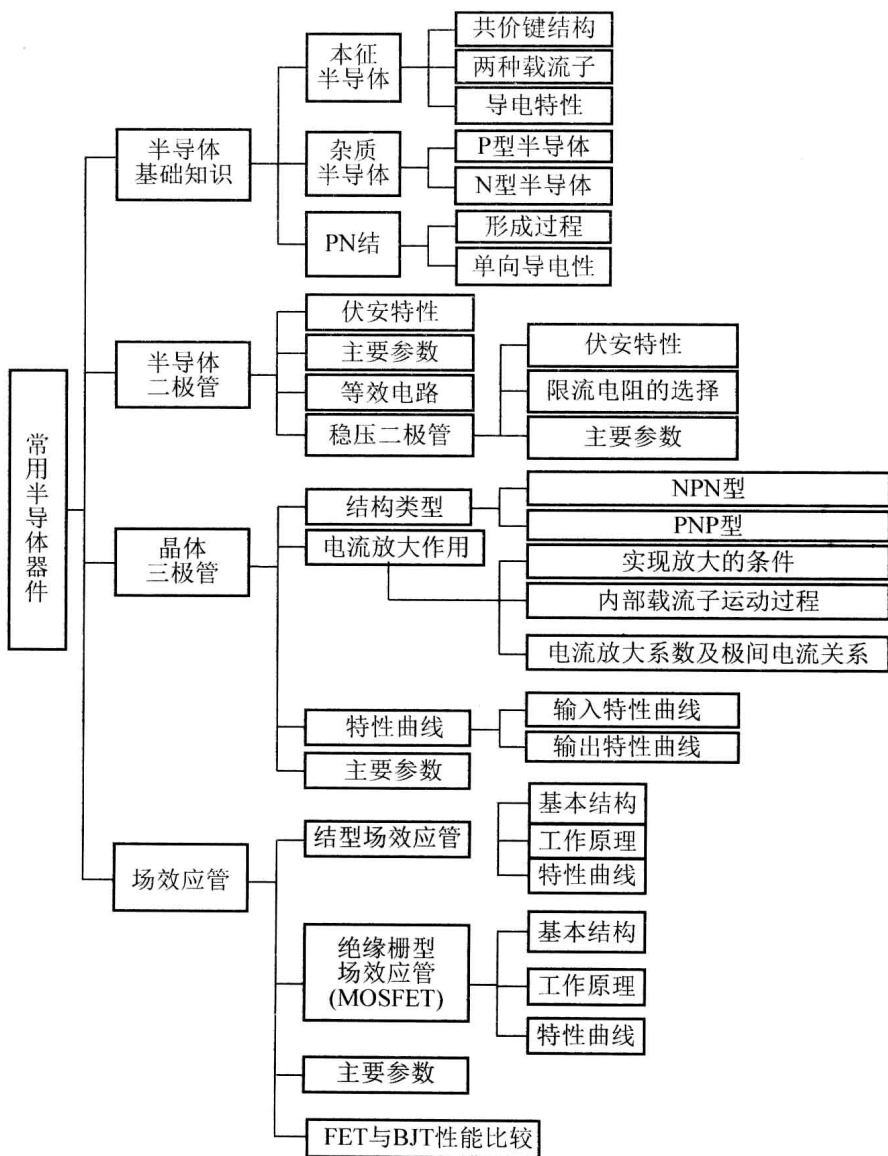 常用半导体器件
半导体
基础知识
本征
半导体
共价键结构
两种载流子
导电特性
杂质
半导体
P型半导体
N型半导体
PN结
形成过程
单向导电性
半导体
二极管
伏安特性
主要参数
等效电路
稳压二极管
伏安特性
限流电阻的选择
主要参数
晶体
三极管
结构类型
NPN型
PNP型
电流放大作用
实现放大的条件
内部载流子运动过程
电流放大系数及极间电流关系
特性曲线
输入特性曲线
输出特性曲线
主要参数
场效应管
结型场效应管
基本结构
工作原理
特性曲线
绝缘栅型
场效应管
(MOSFET)
基本结构
工作原理
特性曲线
主要参数
FET与BJT性能比较